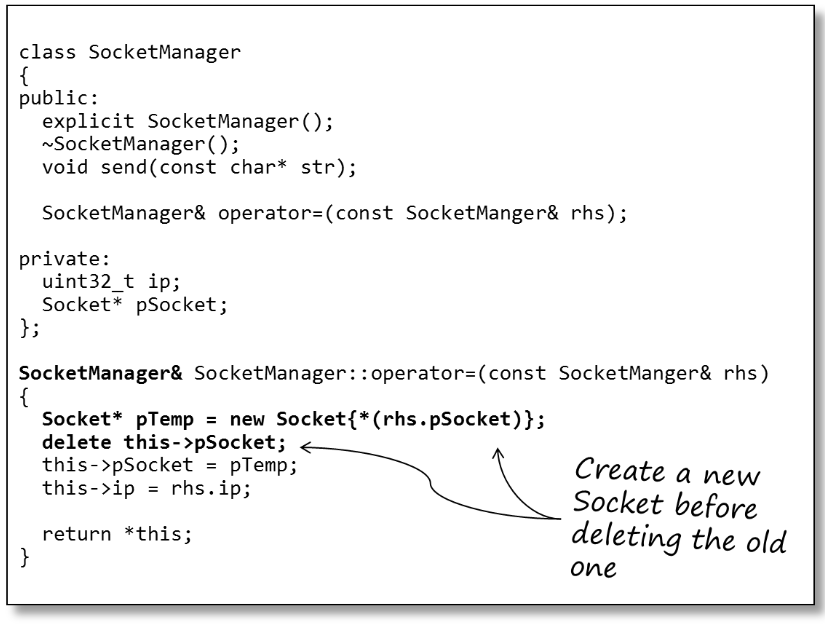 class SocketManager
{
public:
  explicit SocketManager();
  ~SocketManager();
  void send(const char* str);
  SocketManager& operator=(const SocketManger& rhs);
private:
  uint32_t ip;
  Socket* pSocket;
};
SocketManager& SocketManager::operator=(const SocketManger& rhs)
{
  Socket* pTemp = new Socket{*(rhs.pSocket)};
  delete this->pSocket;
  this->pSocket = pTemp;
  this->ip = rhs.ip;
  return *this;
}
Create a new
Socket before
deleting the old
one